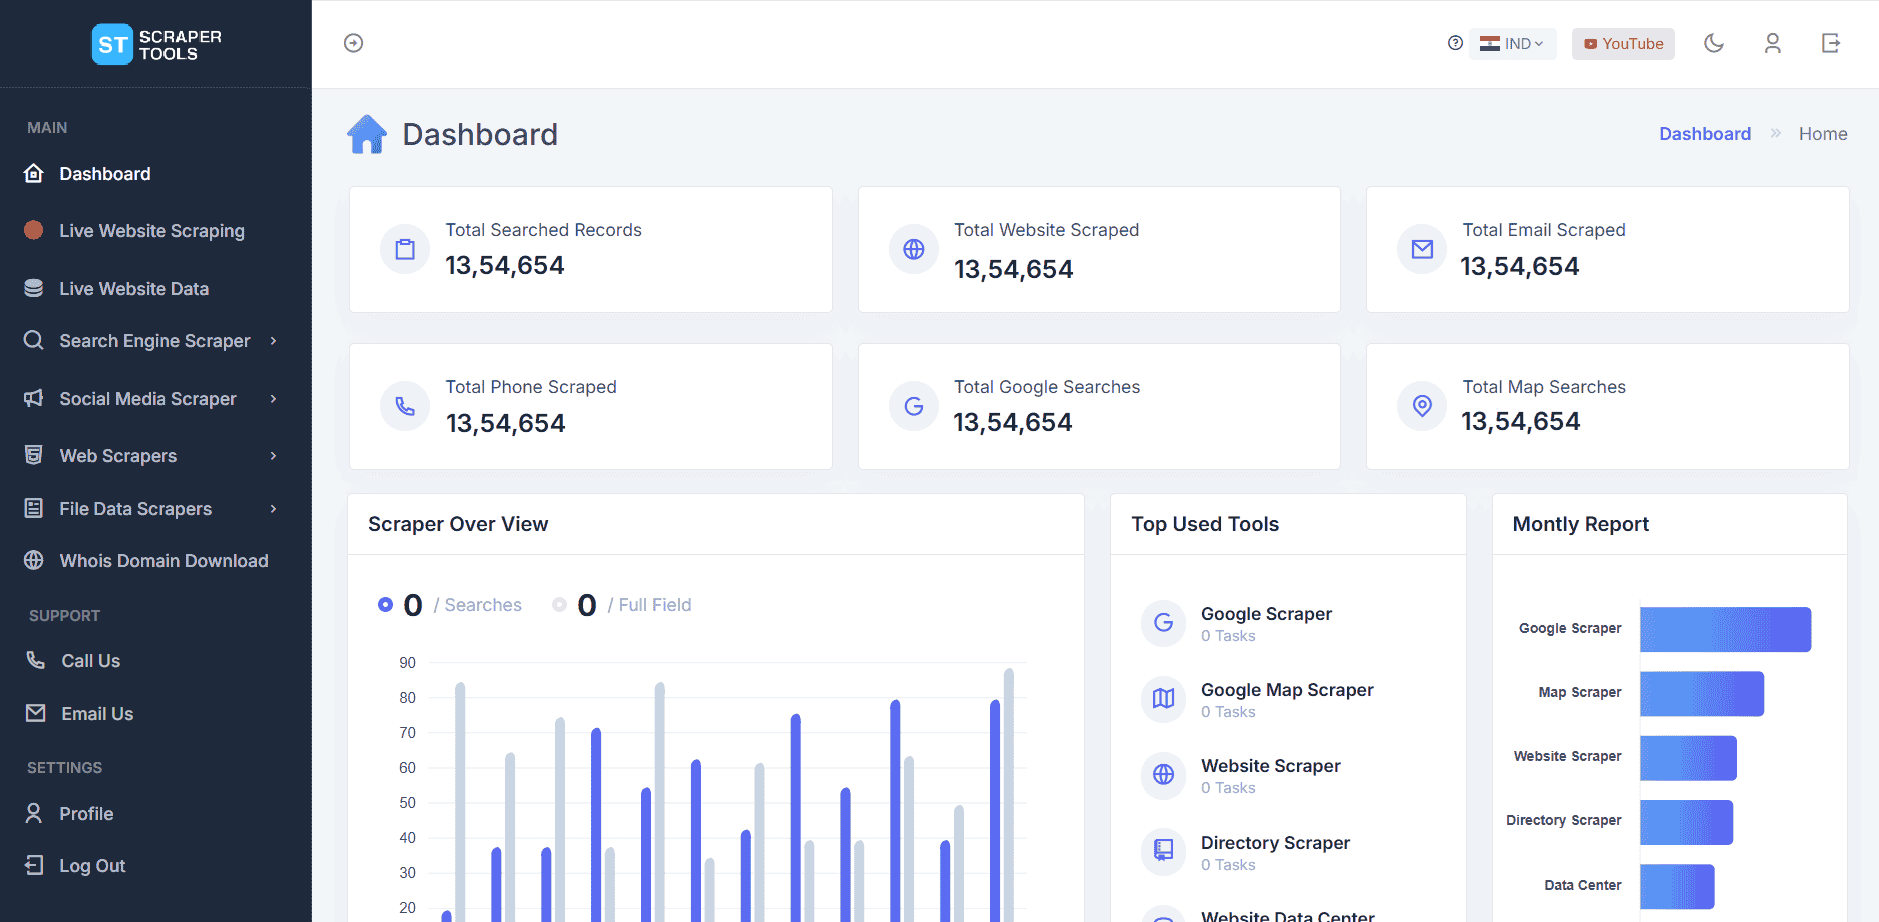 ST SCRAPER
TOOLS
IND
YouTube
MAIN
Dashboard
Live Website Scraping
Live Website Data
Search Engine Scraper
Social Media Scraper
Web Scrapers
File Data Scrapers
Whois Domain Download
SUPPORT
Call Us
Email Us
SETTINGS
Profile
Log Out
Dashboard
Dashboard » Home
Total Searched Records
13,54,654
Total Website Scraped
13,54,654
Total Email Scraped
13,54,654
Total Phone Scraped
13,54,654
Total Google Searches
13,54,654
Total Map Searches
13,54,654
Scraper Over View
0 / Searches
0 / Full Field
90
80
70
60
50
40
30
20
Top Used Tools
Google Scraper
0 Tasks
Google Map Scraper
0 Tasks
Website Scraper
0 Tasks
Directory Scraper
0 Tasks
Website Data Center
Montly Report
Google Scraper
Map Scraper
Website Scraper
Directory Scraper
Data Center